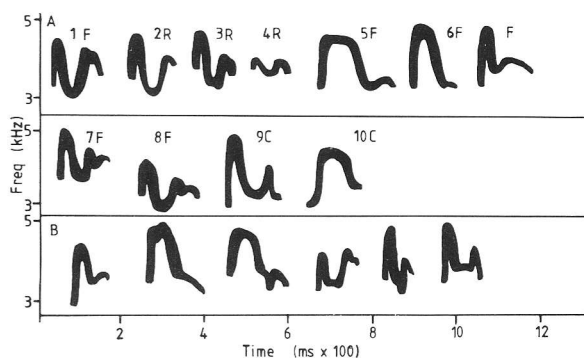 5
A
1 F
2R
3R
4R
5F
6F
F
3
5
7F
8F
9C
10C
Freq (kHz)
3
5
B
3
2 4 6 8 10 12
Time (ms x 100)